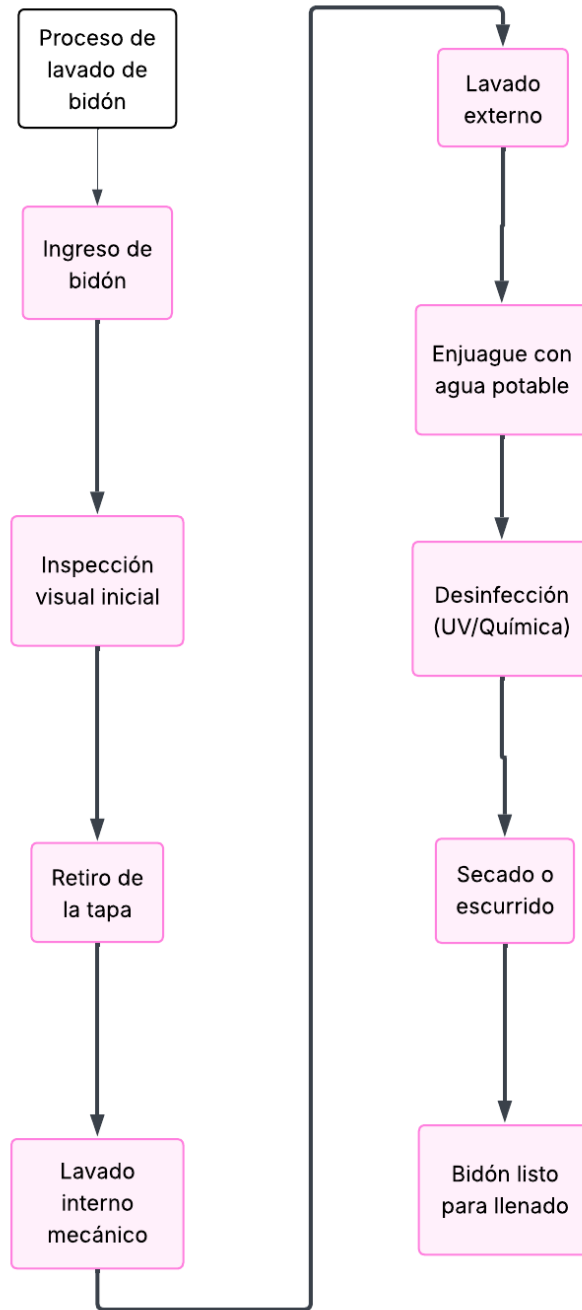 Proceso de
lavado de
bidón
Ingreso de
bidón
Inspección
visual inicial
Retiro de
la tapa
Lavado
interno
mecánico
Lavado
externo
Enjuague con
agua potable
Desinfección
(UV/Química)
Secado o
escurrido
Bidón listo
para llenado